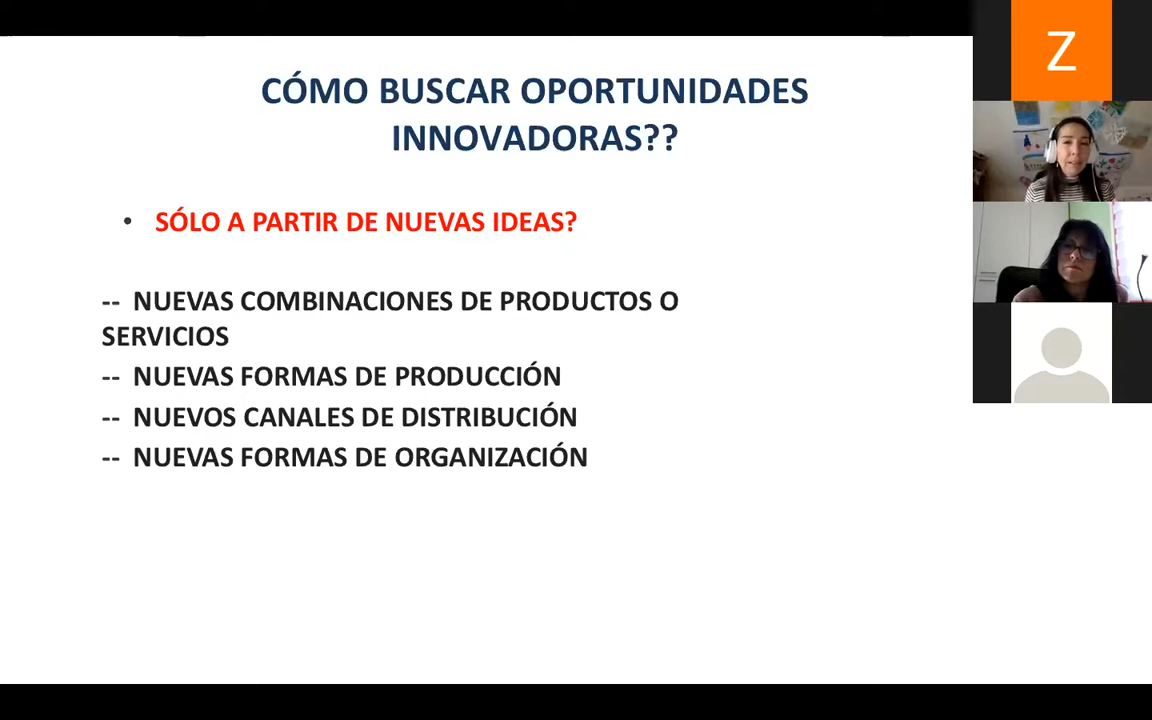 CÓMO BUSCAR OPORTUNIDADES
INNOVADORAS??
• SÓLO A PARTIR DE NUEVAS IDEAS?
-- NUEVAS COMBINACIONES DE PRODUCTOS O
SERVICIOS
-- NUEVAS FORMAS DE PRODUCCIÓN
-- NUEVOS CANALES DE DISTRIBUCIÓN
-- NUEVAS FORMAS DE ORGANIZACIÓN
Z